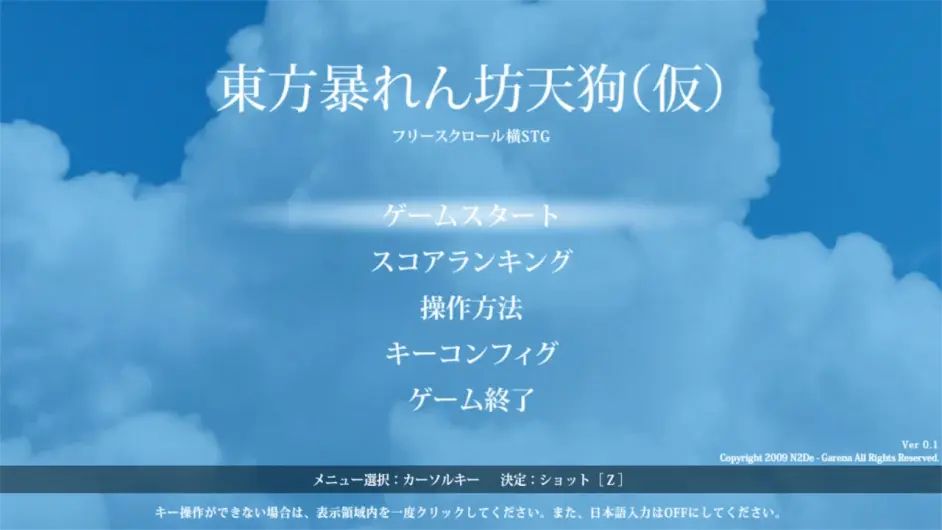 東方暴れん坊天狗(仮)
フリースクロール横STG
ゲームスタート
スコアランキング
操作方法
キーコンフィグ
ゲーム終了
Ver 0.1
Copyright 2009 N2De - Garena All Rights Reserved.
メニュー選択：カーソルキー　決定：ショット［Z］
キー操作ができない場合は、表示領域内を一度クリックしてください。また、日本語入力はOFFにしてください。